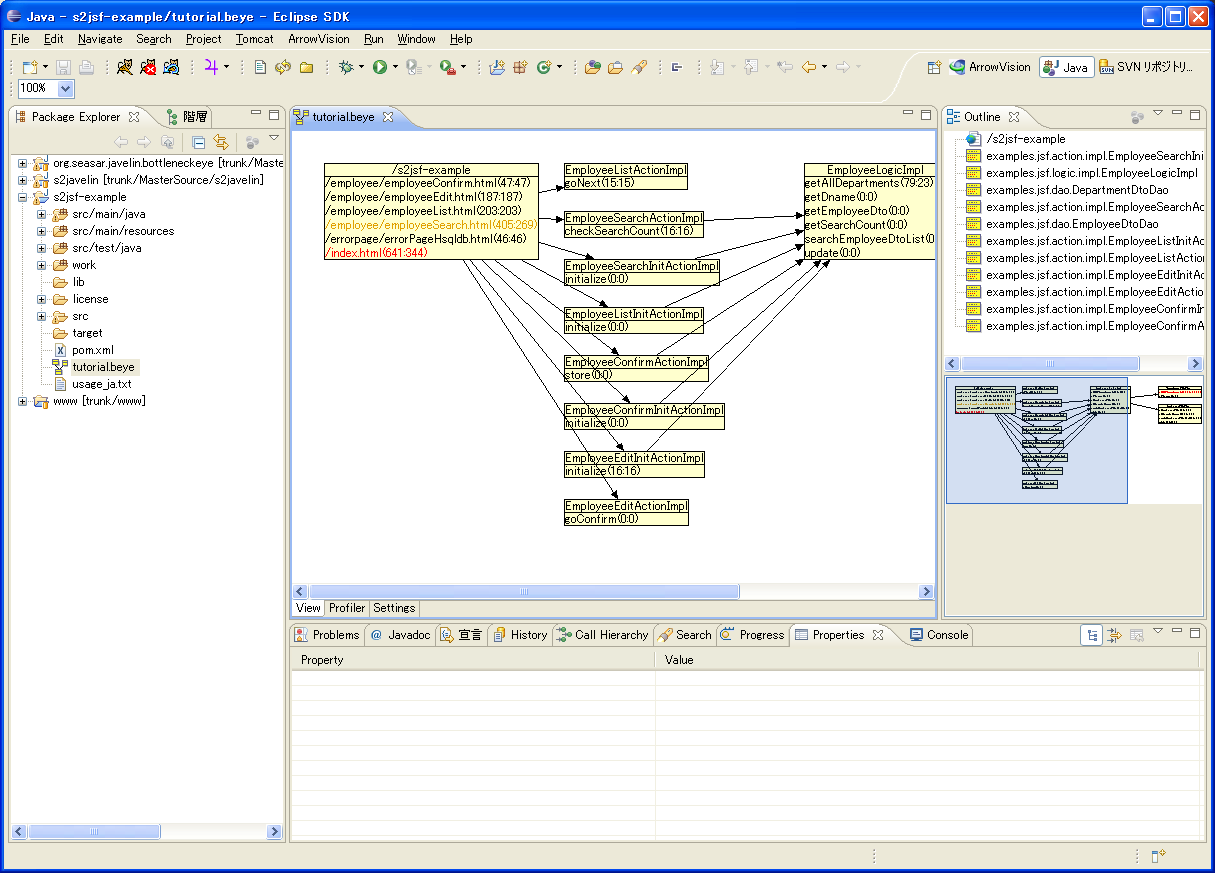 Java - s2jsf-example/tutorial.beye - Eclipse SDK
File Edit Navigate Search Project Tomcat ArrowVision Run Window Help
ArrowVision Java SVN リポジトリ...
100%
Package Explorer 階層
org.seasar.javelin.bottleneckeye [trunk/Maste
s2javelin [trunk/MasterSource/s2javelin]
s2jsf-example
src/main/java
src/main/resources
src/test/java
work
lib
license
src
target
pom.xml
tutorial.beye
usage_ja.txt
www [trunk/www]
tutorial.beye
/s2jsf-example
/employee/employeeConfirm.html(47:47)
/employee/employeeEdit.html(187:187)
/employee/employeeList.html(203:203)
/employee/employeeSearch.html(405:269)
/errorpage/errorPageHsqldb.html(46:46)
/index.html(641:344)
EmployeeListActionImpl
goNext(15:15)
EmployeeSearchActionImpl
checkSearchCount(16:16)
EmployeeSearchInitActionImpl
initialize(0:0)
EmployeeListInitActionImpl
initialize(0:0)
EmployeeConfirmActionImpl
store(0:0)
EmployeeConfirmInitActionImpl
initialize(0:0)
EmployeeEditInitActionImpl
initialize(16:16)
EmployeeEditActionImpl
goConfirm(0:0)
EmployeeLogicImpl
getAllDepartments(79:23)
getDname(0:0)
getEmployeeDto(0:0)
getSearchCount(0:0)
searchEmployeeDtoList(0
update(0:0)
View Profiler Settings
Outline
/s2jsf-example
examples.jsf.action.impl.EmployeeSearchIni
examples.jsf.logic.impl.EmployeeLogicImpl
examples.jsf.dao.DepartmentDtoDao
examples.jsf.action.impl.EmployeeSearchAc
examples.jsf.dao.EmployeeDtoDao
examples.jsf.action.impl.EmployeeListInitAc
examples.jsf.action.impl.EmployeeListAction
examples.jsf.action.impl.EmployeeEditInitAc
examples.jsf.action.impl.EmployeeEditActio
examples.jsf.action.impl.EmployeeConfirmIn
examples.jsf.action.impl.EmployeeConfirmA
Problems @ Javadoc 宣言 History Call Hierarchy Search Progress Properties Console
Property Value